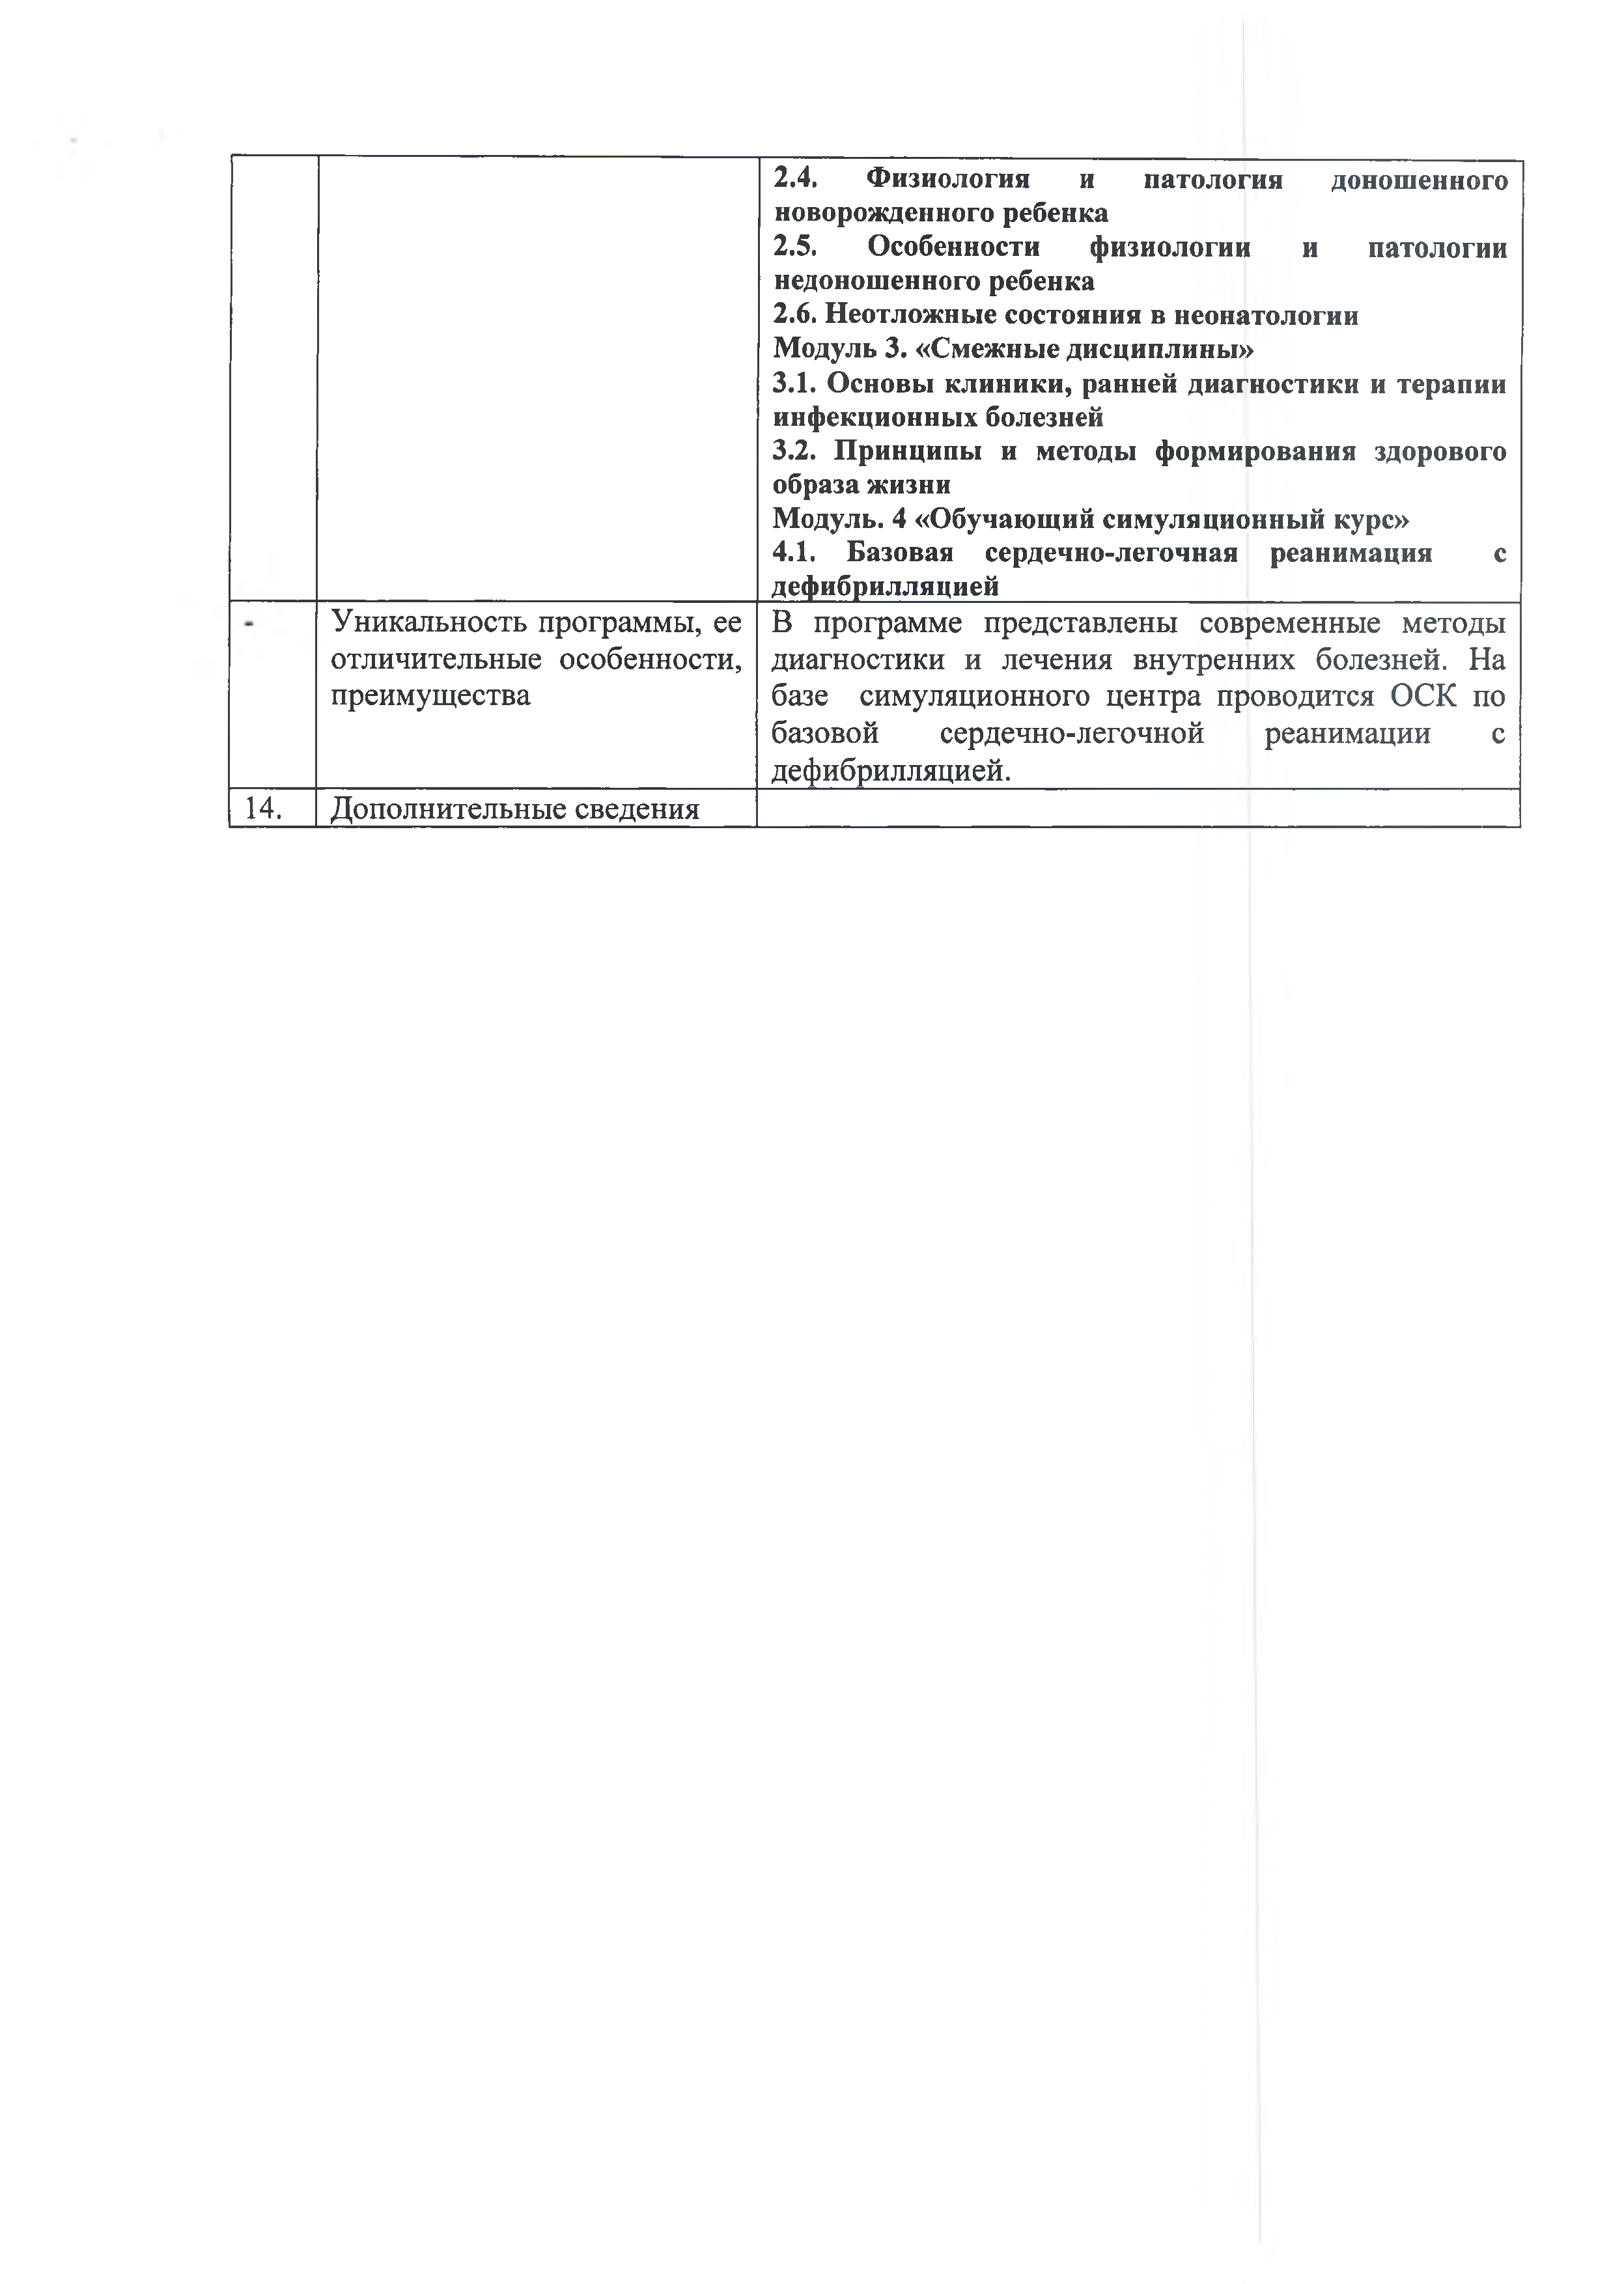 2.4. Физиология и патология доношенного
новорожденного ребенка
2.5. Особенности физиологии и патологии
недоношенного ребенка
2.6. Неотложные состояния в неонатологии
Модуль 3. «Смежные дисциплины»
3.1. Основы клиники, ранней диагностики и терапии
инфекционных болезней
3.2. Принципы и методы формирования здорового
образа жизни
Модуль. 4 «Обучающий симуляционный курс»
4.1. Базовая сердечно-легочная реанимация с
дефибрилляцией
-
Уникальность программы, ее
отличительные особенности,
преимущества
В программе представлены современные методы
диагностики и лечения внутренних болезней. На
базе симуляционного центра проводится ОСК по
базовой сердечно-легочной реанимации с
дефибрилляцией.
14.
Дополнительные сведения